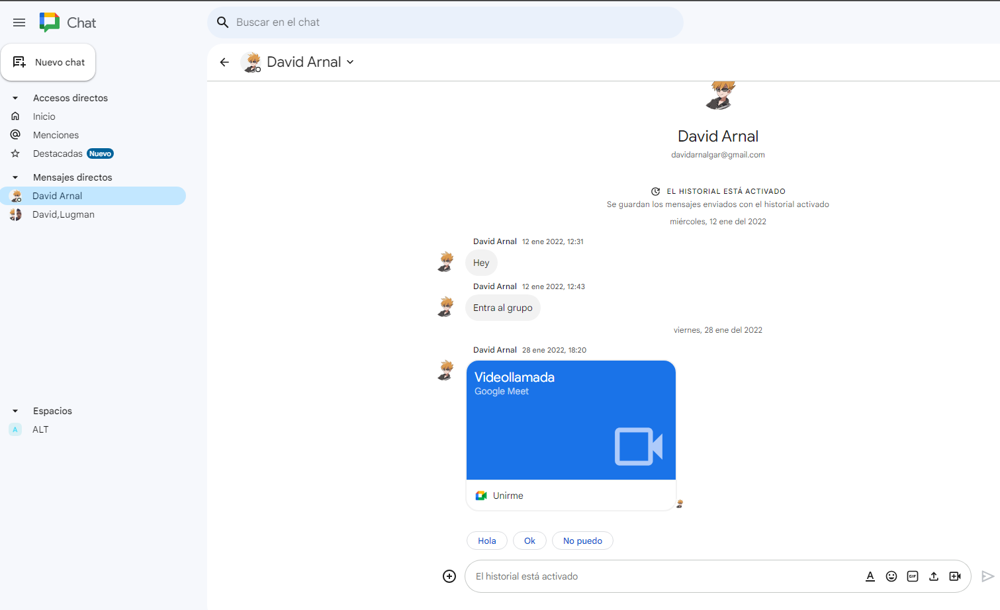 Chat
Buscar en el chat
Nuevo chat
David Arnal
Accesos directos
Inicio
Menciones
Destacadas Nuevo
Mensajes directos
David Arnal
David,Lugman
Espacios
A ALT
David Arnal
davidarnalgar@gmail.com
EL HISTORIAL ESTÁ ACTIVADO
Se guardan los mensajes enviados con el historial activado
miércoles, 12 ene del 2022
David Arnal 12 ene 2022, 12:31
Hey
David Arnal 12 ene 2022, 12:43
Entra al grupo
viernes, 28 ene del 2022
David Arnal 28 ene 2022, 18:20
Videollamada
Google Meet
Unirme
Hola Ok No puedo
El historial está activado A GIF